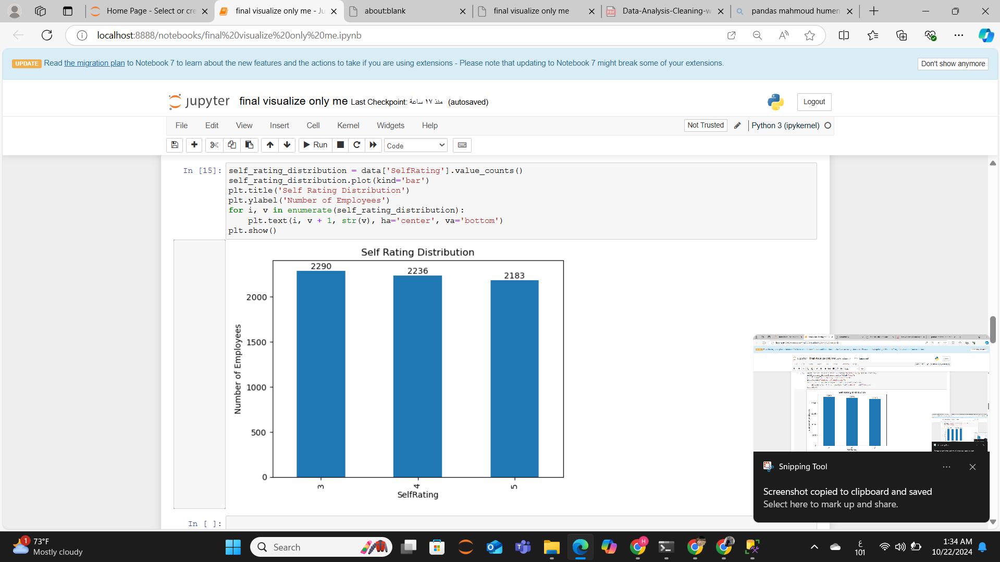 Home Page - Select or cre
final visualize only me - Ju
about:blank
final visualize only me
Data-Analysis-Cleaning-w
pandas mahmoud humen
localhost:8888/notebooks/final%20visualize%20only%20me.ipynb
UPDATE Read the migration plan to Notebook 7 to learn about the new features and the actions to take if you are using extensions - Please note that updating to Notebook 7 might break some of your extensions.
Don't show anymore
jupyter final visualize only me Last Checkpoint: منذ ١٧ ساعة (autosaved)
Logout
File Edit View Insert Cell Kernel Widgets Help
Not Trusted
Python 3 (ipykernel)
Run
Code
In [15]:
self_rating_distribution = data['SelfRating'].value_counts()
self_rating_distribution.plot(kind='bar')
plt.title('Self Rating Distribution')
plt.ylabel('Number of Employees')
for i, v in enumerate(self_rating_distribution):
    plt.text(i, v + 1, str(v), ha='center', va='bottom')
plt.show()
Self Rating Distribution
2290
2236
2183
2000
1500
1000
500
0
Number of Employees
3
4
5
SelfRating
In [ ]:
Snipping Tool
Screenshot copied to clipboard and saved
Select here to mark up and share.
1
73°F
Mostly cloudy
Search
H
ع
101
1:34 AM
10/22/2024